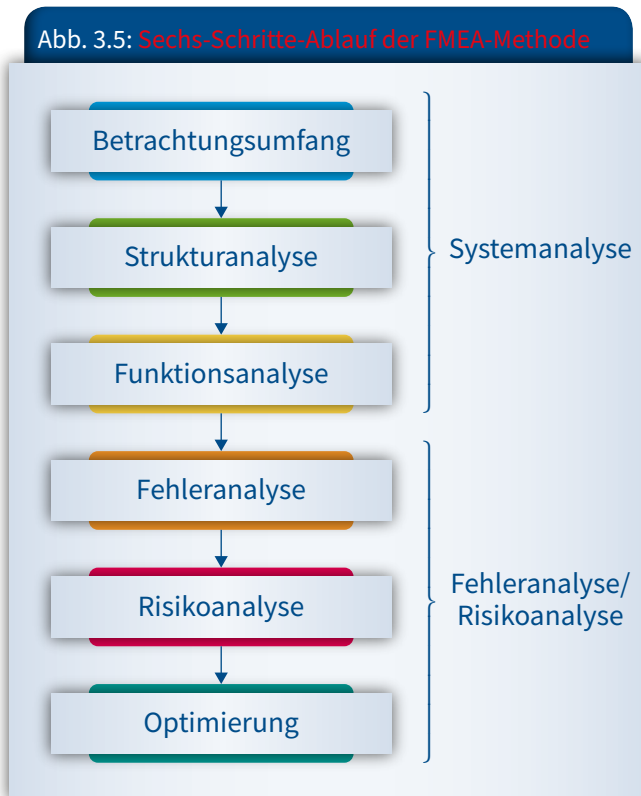 Abb. 3.5: Sechs-Schritte-Ablauf der FMEA-Methode
Betrachtungsumfang
Strukturanalyse
Funktionsanalyse
Systemanalyse
Fehleranalyse
Risikoanalyse
Optimierung
Fehleranalyse/
Risikoanalyse